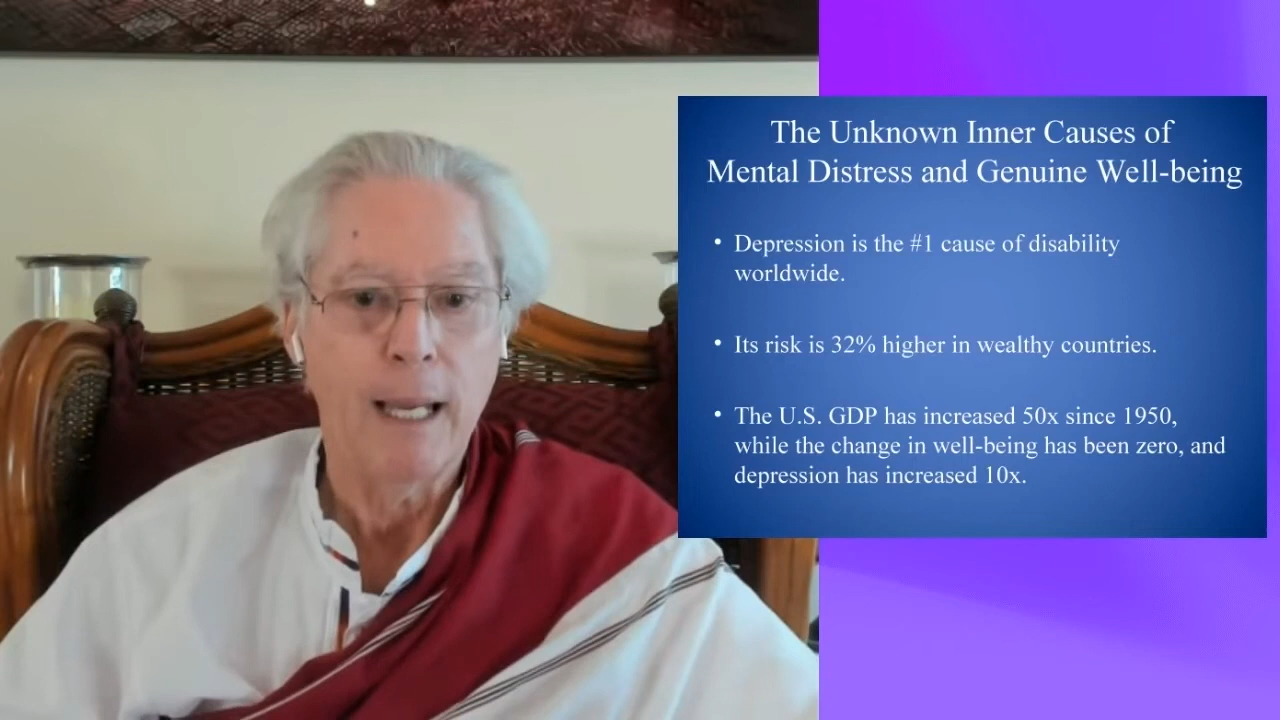 The Unknown Inner Causes of
Mental Distress and Genuine Well-being
• Depression is the #1 cause of disability
worldwide.
• Its risk is 32% higher in wealthy countries.
• The U.S. GDP has increased 50x since 1950,
while the change in well-being has been zero, and
depression has increased 10x.